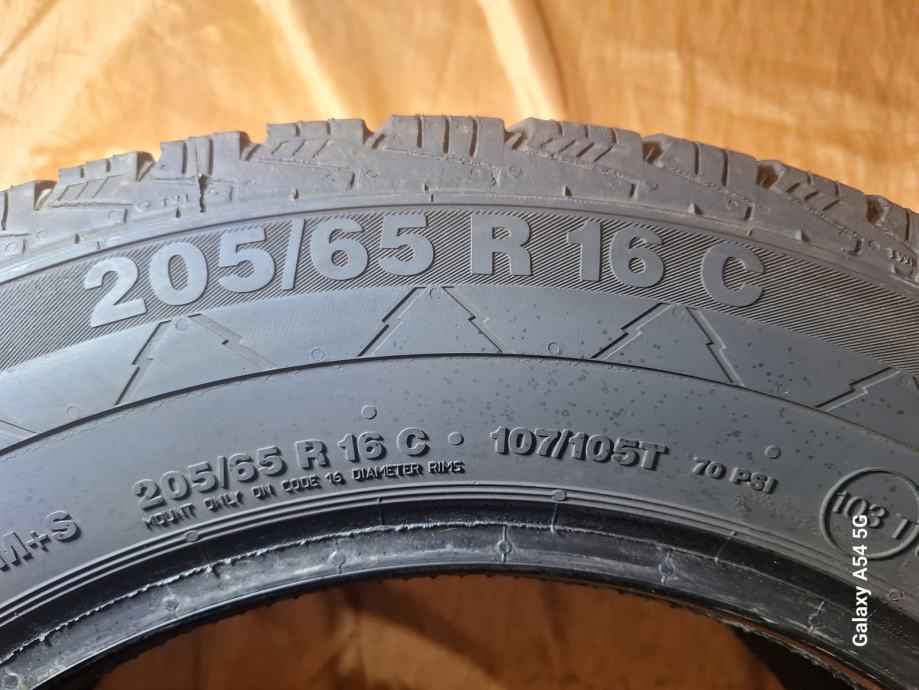 205/65 R 16 C
205/65 R 16 C • 107/105T 70 PSI
MOUNT ONLY ON CODE 16 DIAMETER RIMS
M+S
103 T
Galaxy A54 5G